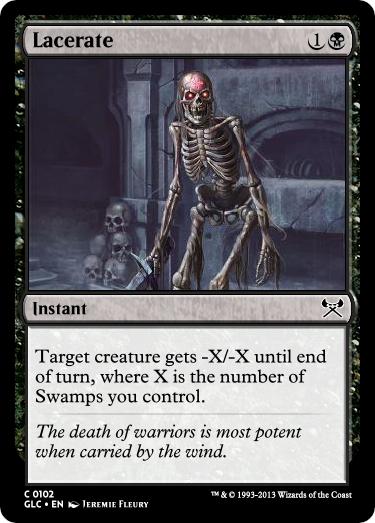 Lacerate 1
Instant
Target creature gets -X/-X until end
of turn, where X is the number of
Swamps you control.
The death of warriors is most potent
when carried by the wind.
C 0102
GLC • EN Jeremie Fleury
™ & © 1993-2013 Wizards of the Coast